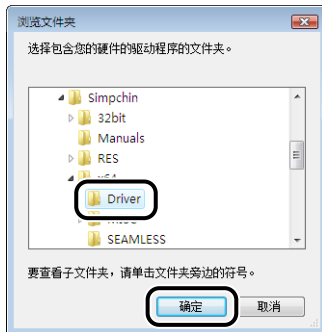 浏览文件夹
选择包含您的硬件的驱动程序的文件夹。
Simpchin
32bit
Manuals
RES
x64
Driver
SEAMLESS
要查看子文件夹，请单击文件夹旁边的符号。
确定 取消